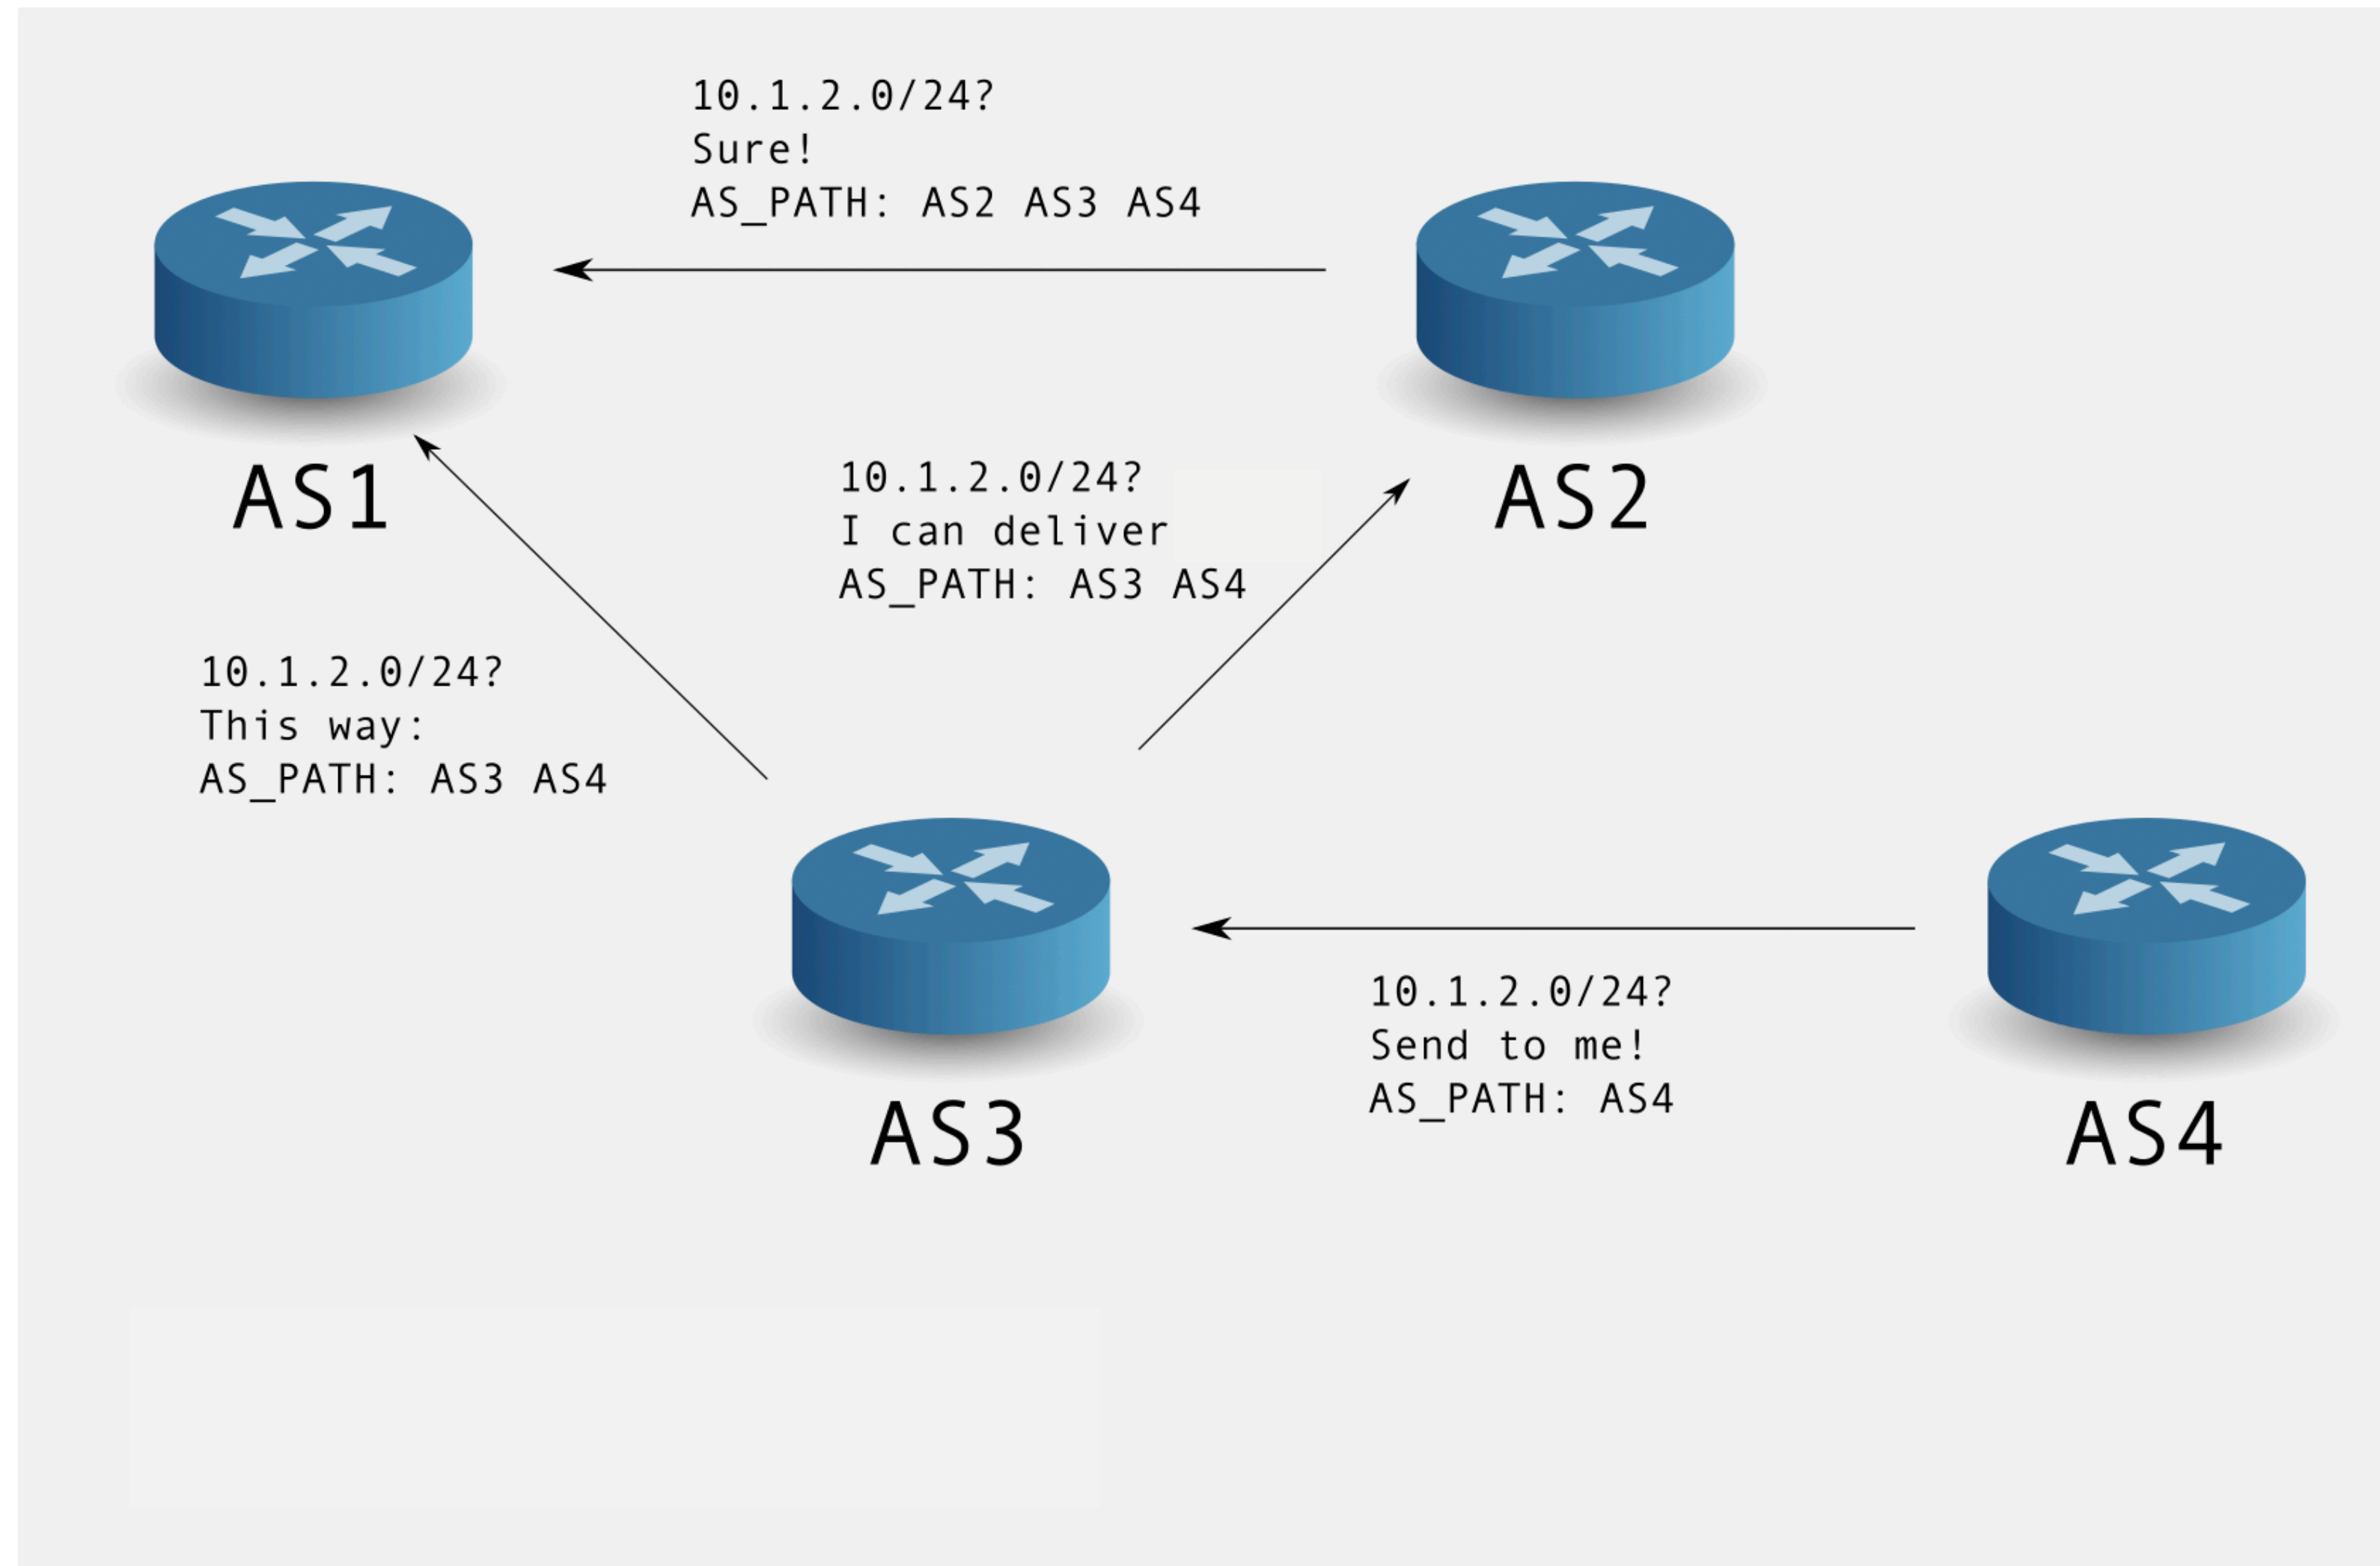 10.1.2.0/24?
Sure!
AS_PATH: AS2 AS3 AS4
AS1
AS2
10.1.2.0/24?
I can deliver
AS_PATH: AS3 AS4
10.1.2.0/24?
This way:
AS_PATH: AS3 AS4
10.1.2.0/24?
Send to me!
AS_PATH: AS4
AS3
AS4